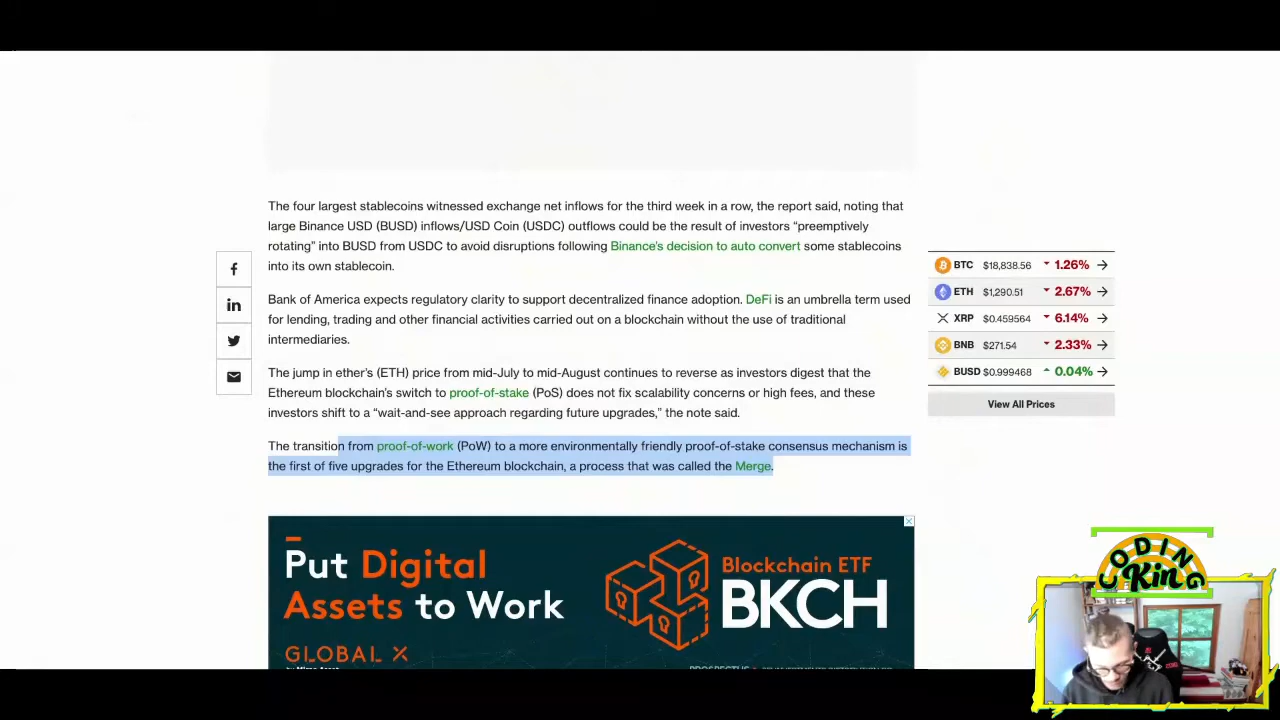 The four largest stablecoins witnessed exchange net inflows for the third week in a row, the report said, noting that
large Binance USD (BUSD) inflows/USD Coin (USDC) outflows could be the result of investors “preemptively
rotating” into BUSD from USDC to avoid disruptions following Binance's decision to auto convert some stablecoins
into its own stablecoin.
Bank of America expects regulatory clarity to support decentralized finance adoption. DeFi is an umbrella term used
for lending, trading and other financial activities carried out on a blockchain without the use of traditional
intermediaries.
The jump in ether's (ETH) price from mid-July to mid-August continues to reverse as investors digest that the
Ethereum blockchain's switch to proof-of-stake (PoS) does not fix scalability concerns or high fees, and these
investors shift to a “wait-and-see approach regarding future upgrades,” the note said.
The transition from proof-of-work (PoW) to a more environmentally friendly proof-of-stake consensus mechanism is
the first of five upgrades for the Ethereum blockchain, a process that was called the Merge.
BTC $18,838.56 1.26%
ETH $1,290.51 2.67%
XRP $0.459564 6.14%
BNB $271.54 2.33%
BUSD $0.999468 0.04%
View All Prices
Put Digital
Assets to Work
GLOBAL X
Blockchain ETF
BKCH
CODING
King